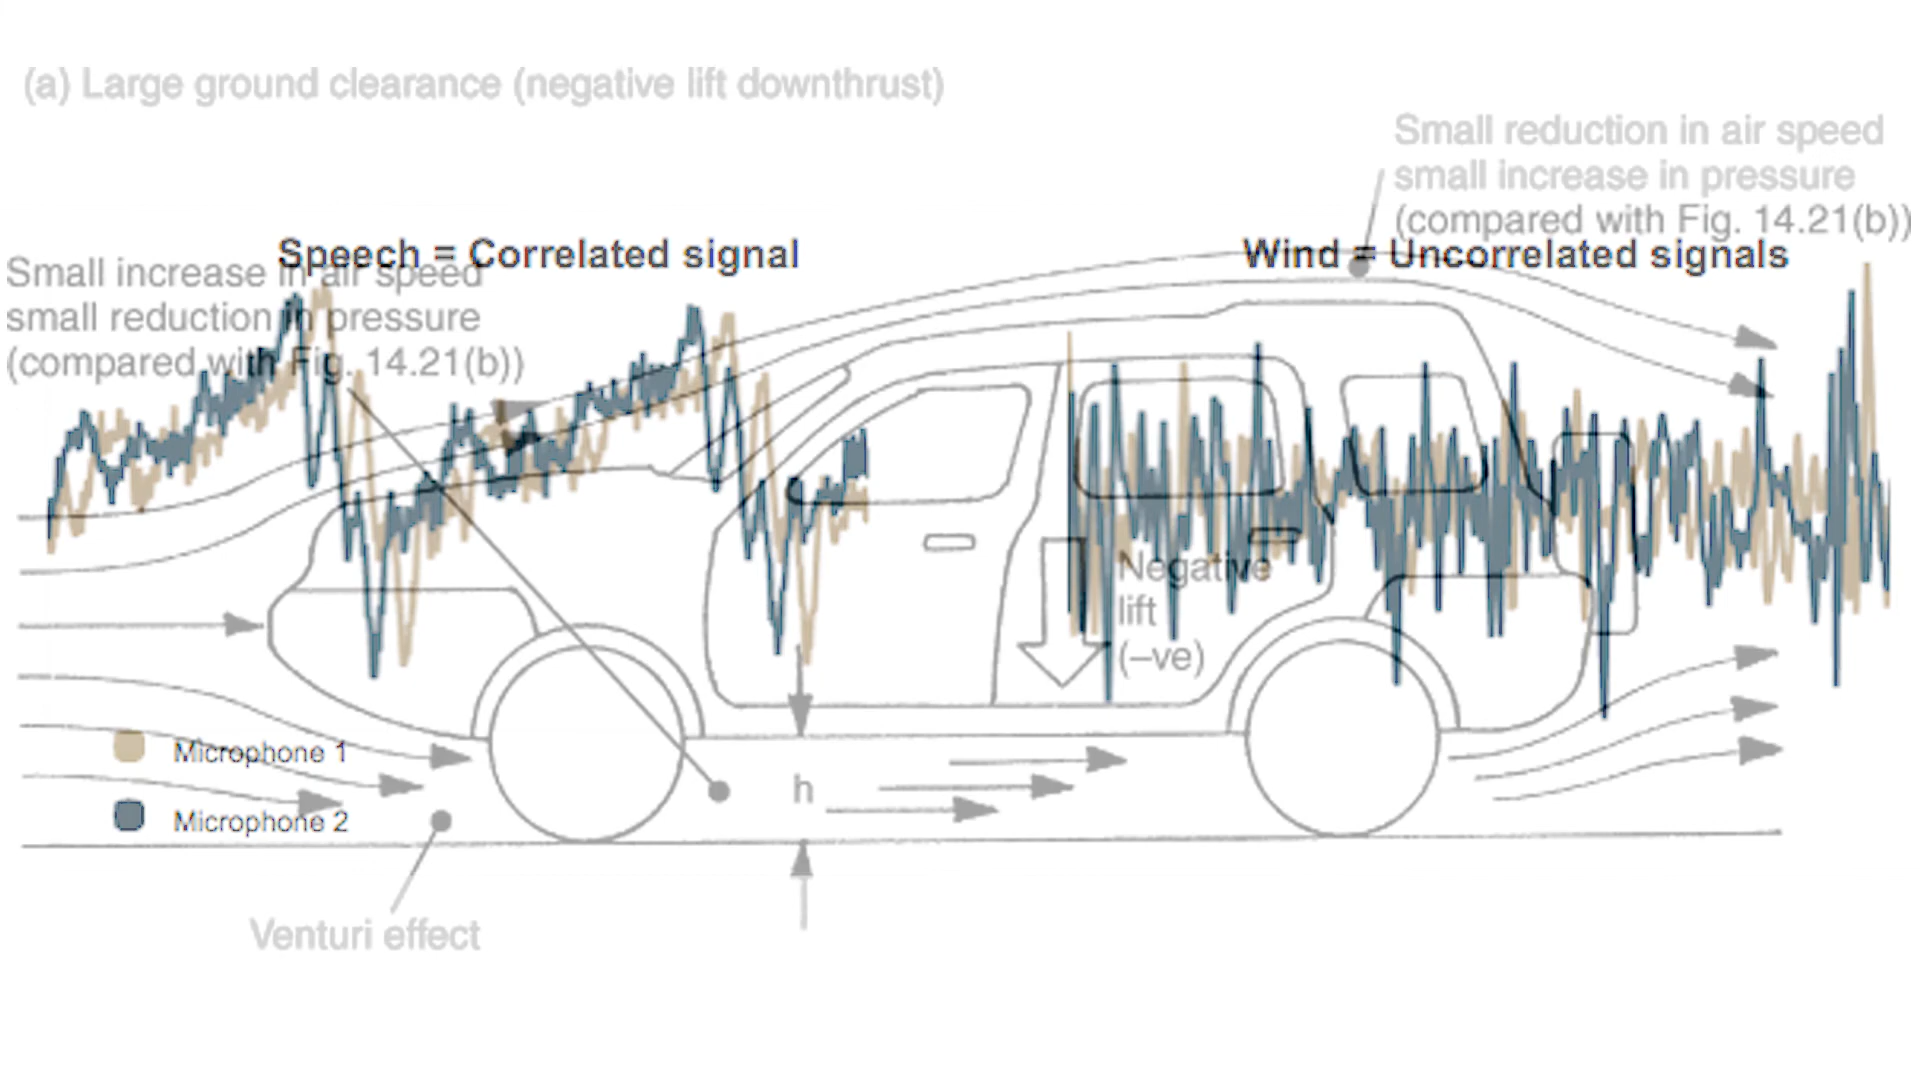 (a) Large ground clearance (negative lift downthrust)
Small reduction in air speed
small increase in pressure
(compared with Fig. 14.21(b))
Speech = Correlated signal
Wind = Uncorrelated signals
Small increase in air speed
small reduction in pressure
(compared with Fig. 14.21(b))
Negative
lift
(–ve)
Microphone 1
h
Microphone 2
Venturi effect